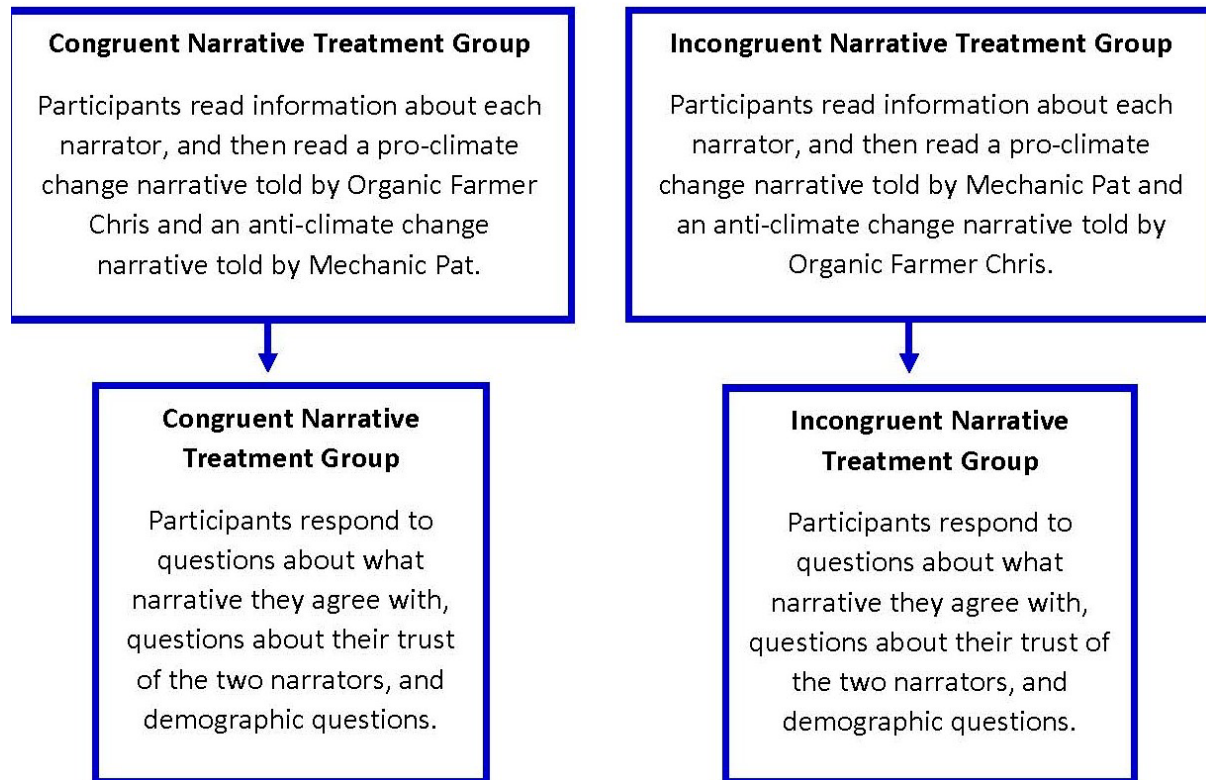 Congruent Narrative Treatment Group
Participants read information about each
narrator, and then read a pro-climate
change narrative told by Organic Farmer
Chris and an anti-climate change
narrative told by Mechanic Pat.
Incongruent Narrative Treatment Group
Participants read information about each
narrator, and then read a pro-climate
change narrative told by Mechanic Pat and
an anti-climate change narrative told by
Organic Farmer Chris.
Congruent Narrative
Treatment Group
Participants respond to
questions about what
narrative they agree with,
questions about their trust
of the two narrators, and
demographic questions.
Incongruent Narrative
Treatment Group
Participants respond to
questions about what
narrative they agree with,
questions about their trust of
the two narrators, and
demographic questions.